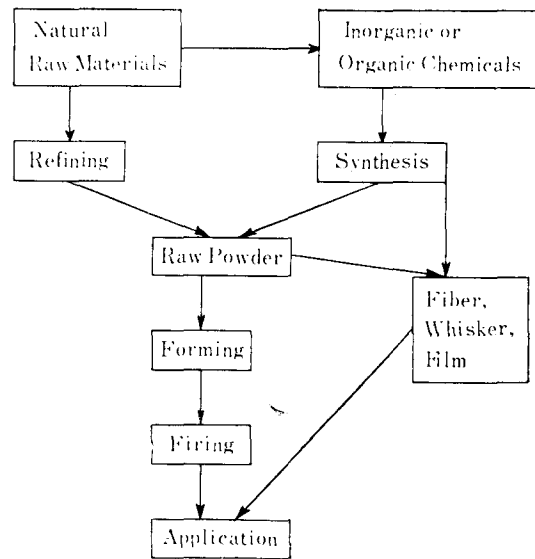 Natural
Raw Materials
Inorganic or
Organic Chemicals
Refining
Synthesis
Raw Powder
Fiber,
Whisker,
Film
Forming
Firing
Application